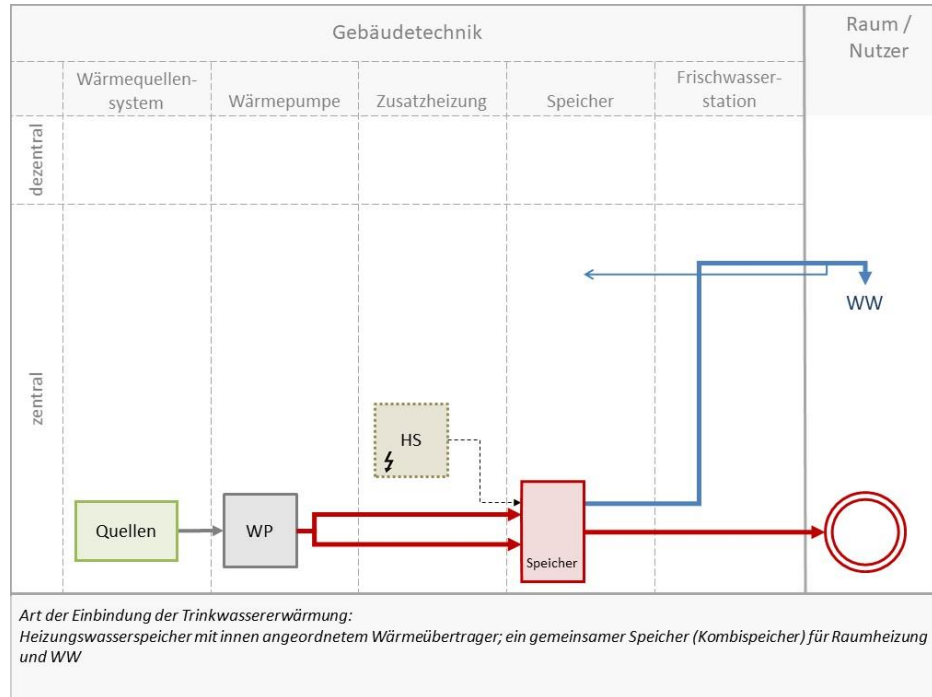 Gebäudetechnik
Raum /
Nutzer
Wärmequellen-
system
Wärmepumpe
Zusatzheizung
Speicher
Frischwasser-
station
dezentral
zentral
WW
HS
Quellen
WP
Speicher
Art der Einbindung der Trinkwassererwärmung:
Heizungswasserspeicher mit innen angeordnetem Wärmeübertrager; ein gemeinsamer Speicher (Kombispeicher) für Raumheizung
und WW